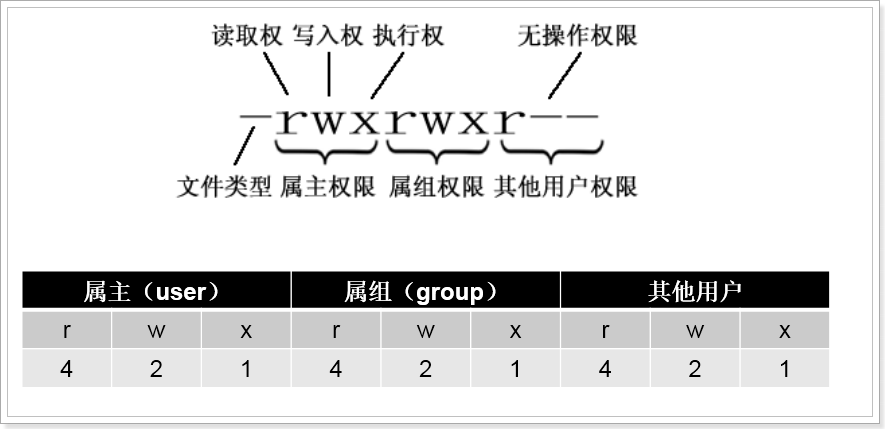 读取权 写入权 执行权 无操作权限
-rwxrwxr--
文件类型 属主权限 属组权限 其他用户权限
属主（user） 属组（group） 其他用户
r w x r w x r w x
4 2 1 4 2 1 4 2 1